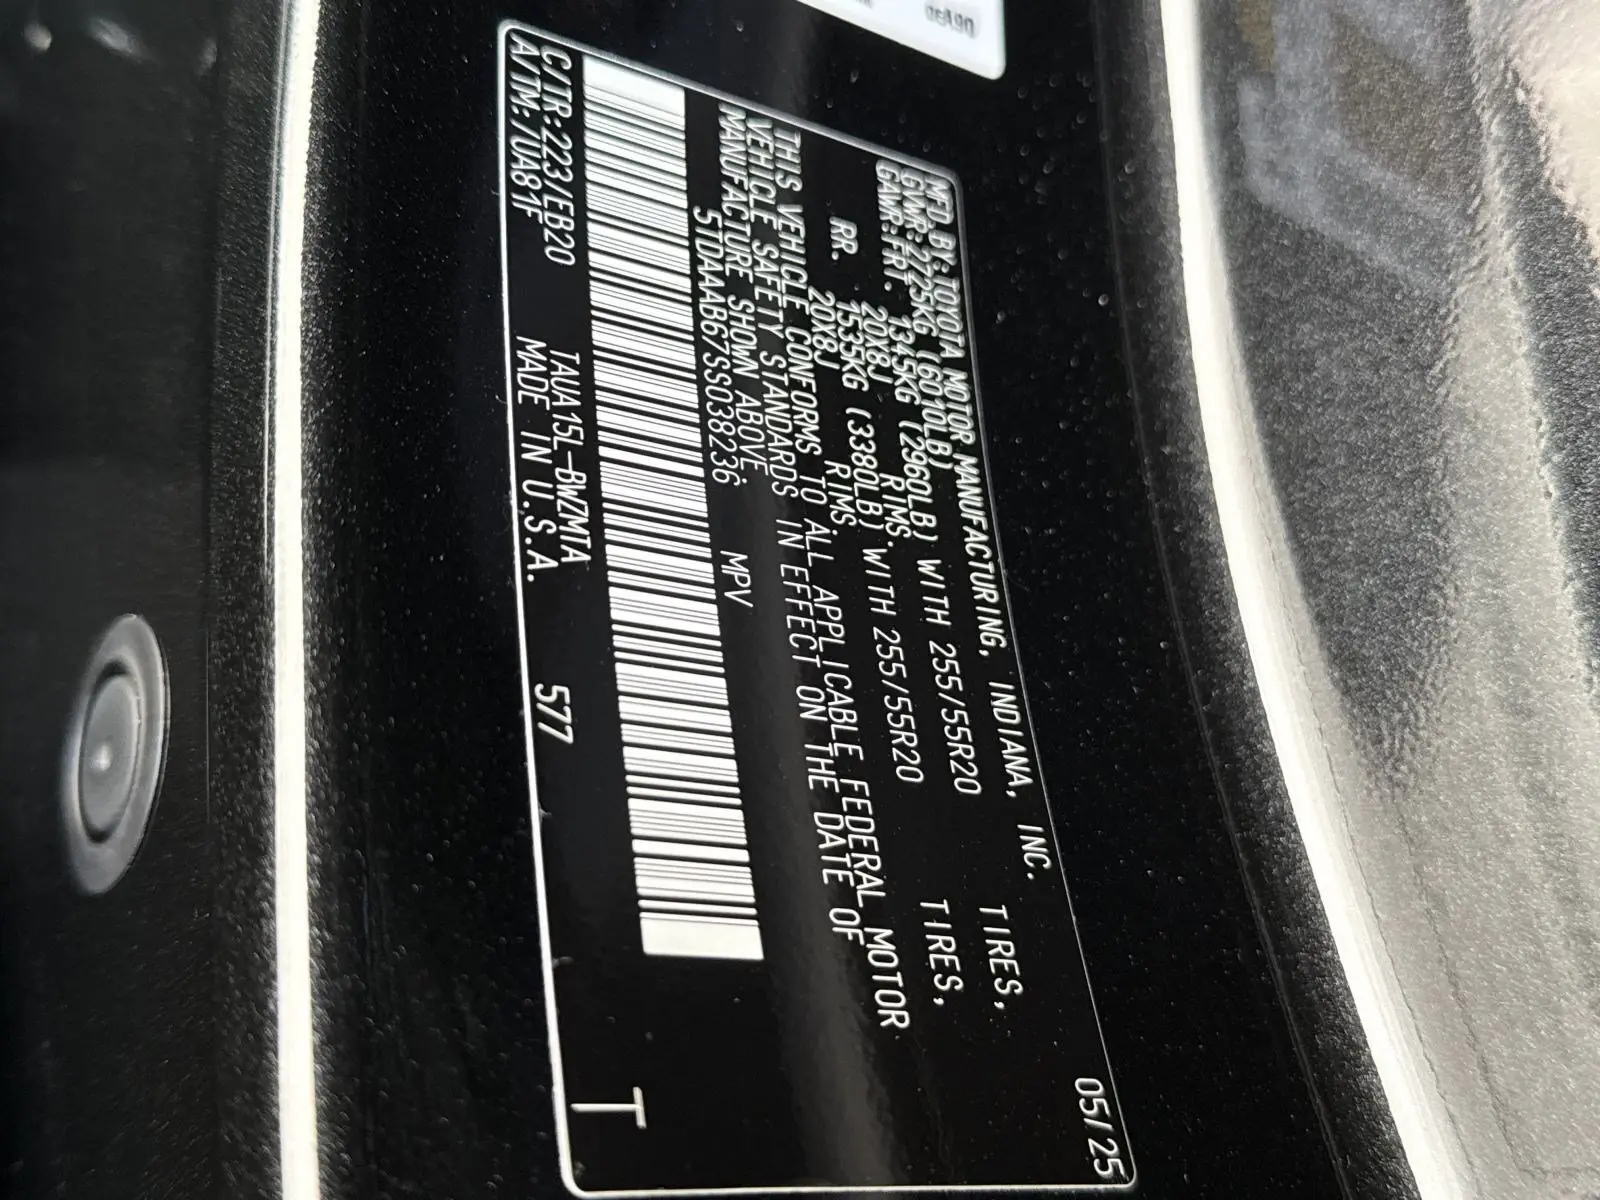 MFD.BY:TOYOTA MOTOR MANUFACTURING, INDIANA, INC. 05/25
GVWR:2725KG (6010LB)
GAWR:FRT. 1345KG (2960LB) WITH 255/55R20 TIRES,
20X8J RIMS.
RR. 1535KG (3380LB) WITH 255/55R20 TIRES,
20X8J RIMS.
THIS VEHICLE CONFORMS TO ALL APPLICABLE FEDERAL MOTOR
VEHICLE SAFETY STANDARDS IN EFFECT ON THE DATE OF
MANUFACTURE SHOWN ABOVE.
5TDAAAB67SS038236 MPV
C/TR:223/EB20 TAUA15L-BWZMTA T
A/TM:/UA81F MADE IN U.S.A. 577